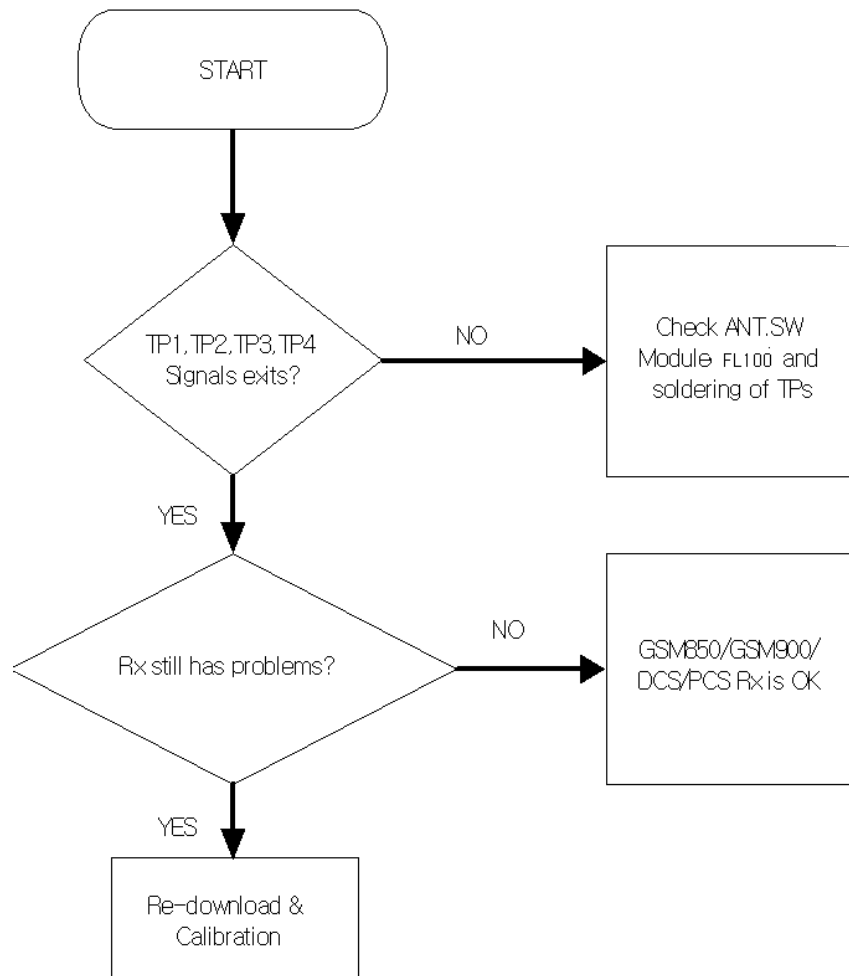 START
TP1,TP2,TP3,TP4
Signals exits?
NO
Check ANT.SW
Module FL100 and
soldering of TPs
YES
Rx still has problems?
NO
GSM850/GSM900/
DCS/PCS Rx is OK
YES
Re-download &
Calibration